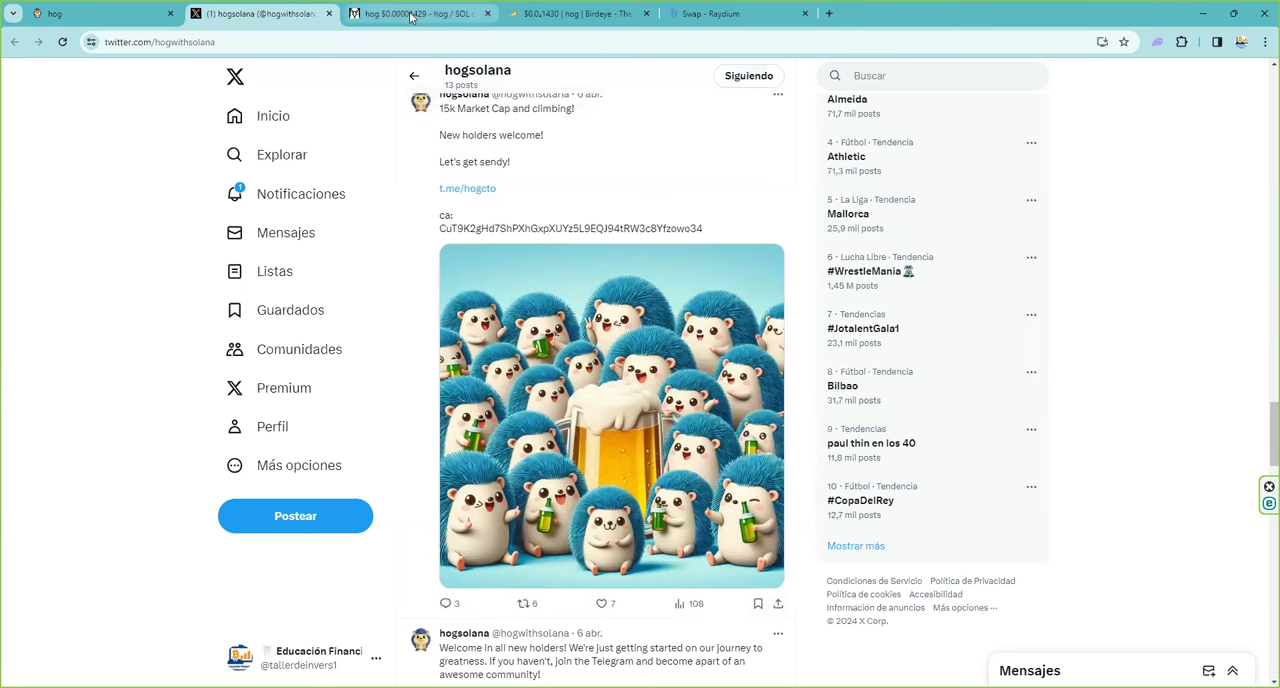 hog
(1) hogsolana (@hogwithsolan
hog $0.00001429 - hog / SOL
$0.0₄1430 | hog | Birdeye - The
Swap - Raydium
twitter.com/hogwithsolana
Inicio
Explorar
1
Notificaciones
Mensajes
Listas
Guardados
Comunidades
Premium
Perfil
Más opciones
Postear
Educación Financi
@tallerdeinvers1
hogsolana
13 posts
Siguiendo
hogsolana @hogwithsolana · 6 abr.
15k Market Cap and climbing!
New holders welcome!
Let's get sendy!
t.me/hogcto
ca:
CuT9K2gHd7ShPXhGxpXUYz5L9EQJ94tRW3c8Yfzowo34
3
6
7
108
hogsolana @hogwithsolana · 6 abr.
Welcome in all new holders! We're just getting started on our journey to
greatness. If you haven't, join the Telegram and become apart of an
awesome community!
Buscar
Almeida
71,7 mil posts
4 · Fútbol · Tendencia
Athletic
71,3 mil posts
5 · La Liga · Tendencia
Mallorca
25,9 mil posts
6 · Lucha Libre · Tendencia
#WrestleMania
1,45 M posts
7 · Tendencias
#JotalentGala1
23,1 mil posts
8 · Fútbol · Tendencia
Bilbao
31,7 mil posts
9 · Tendencias
paul thin en los 40
11,8 mil posts
10 · Fútbol · Tendencia
#CopaDelRey
12,7 mil posts
Mostrar más
Condiciones de Servicio Política de Privacidad
Política de cookies Accesibilidad
Información de anuncios Más opciones ···
© 2024 X Corp.
Mensajes